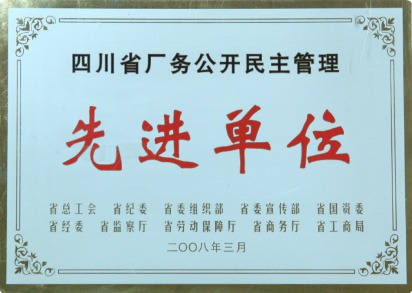 四川省厂务公开民主管理
先进单位
省总工会 省纪委 省委组织部 省委宣传部 省国资委
省经委 省监察厅 省劳动保障厅 省商务厅 省工商局
二〇〇八年三月